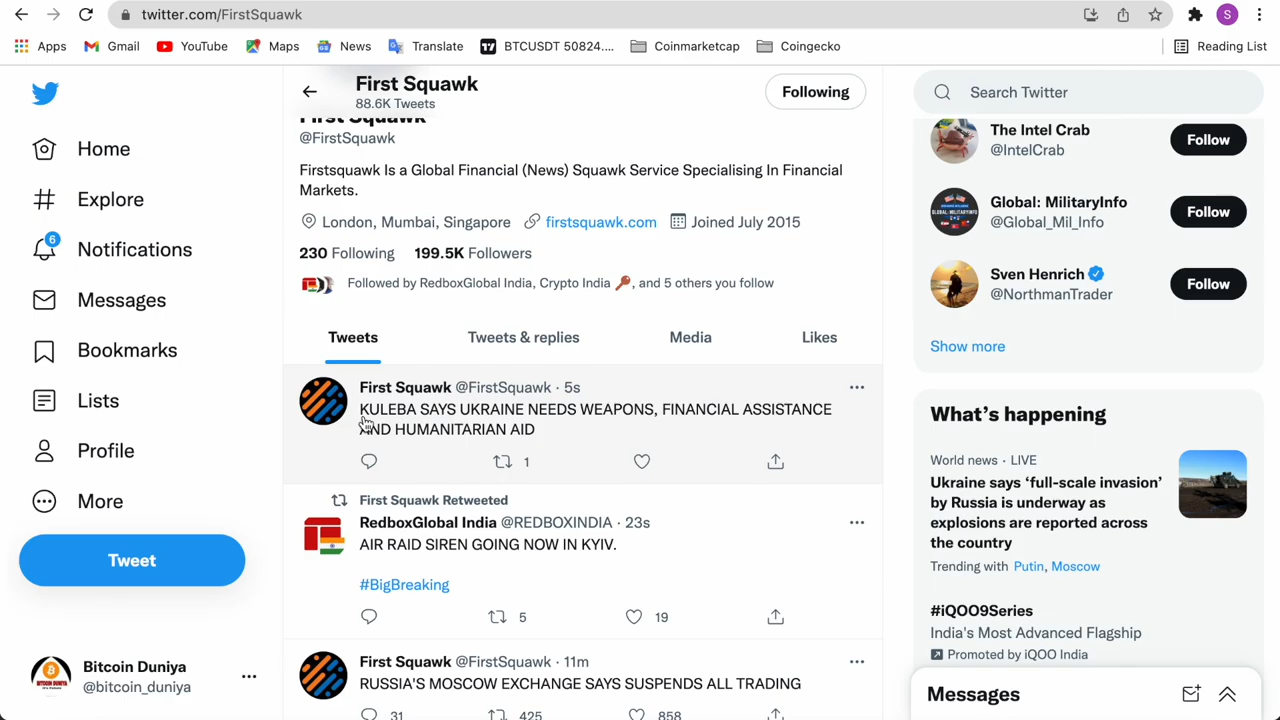 twitter.com/FirstSquawk
Apps
Gmail
YouTube
Maps
News
Translate
BTCUSDT 50824....
Coinmarketcap
Coingecko
Reading List
S
Home
Explore
6
Notifications
Messages
Bookmarks
Lists
Profile
More
Tweet
Bitcoin Duniya
@bitcoin_duniya
First Squawk
88.6K Tweets
Following
First Squawk
@FirstSquawk
Firstsquawk Is a Global Financial (News) Squawk Service Specialising In Financial
Markets.
London, Mumbai, Singapore firstsquawk.com Joined July 2015
230 Following 199.5K Followers
Followed by RedboxGlobal India, Crypto India 🔑, and 5 others you follow
Tweets
Tweets & replies
Media
Likes
First Squawk @FirstSquawk · 5s
KULEBA SAYS UKRAINE NEEDS WEAPONS, FINANCIAL ASSISTANCE
AND HUMANITARIAN AID
1
First Squawk Retweeted
RedboxGlobal India @REDBOXINDIA · 23s
AIR RAID SIREN GOING NOW IN KYIV.
#BigBreaking
5
19
First Squawk @FirstSquawk · 11m
RUSSIA'S MOSCOW EXCHANGE SAYS SUSPENDS ALL TRADING
31
425
858
Search Twitter
The Intel Crab
@IntelCrab
Follow
Global: MilitaryInfo
@Global_Mil_Info
Follow
Sven Henrich
@NorthmanTrader
Follow
Show more
What's happening
World news · LIVE
Ukraine says 'full-scale invasion'
by Russia is underway as
explosions are reported across
the country
Trending with Putin, Moscow
#iQOO9Series
India's Most Advanced Flagship
Promoted by iQOO India
Messages